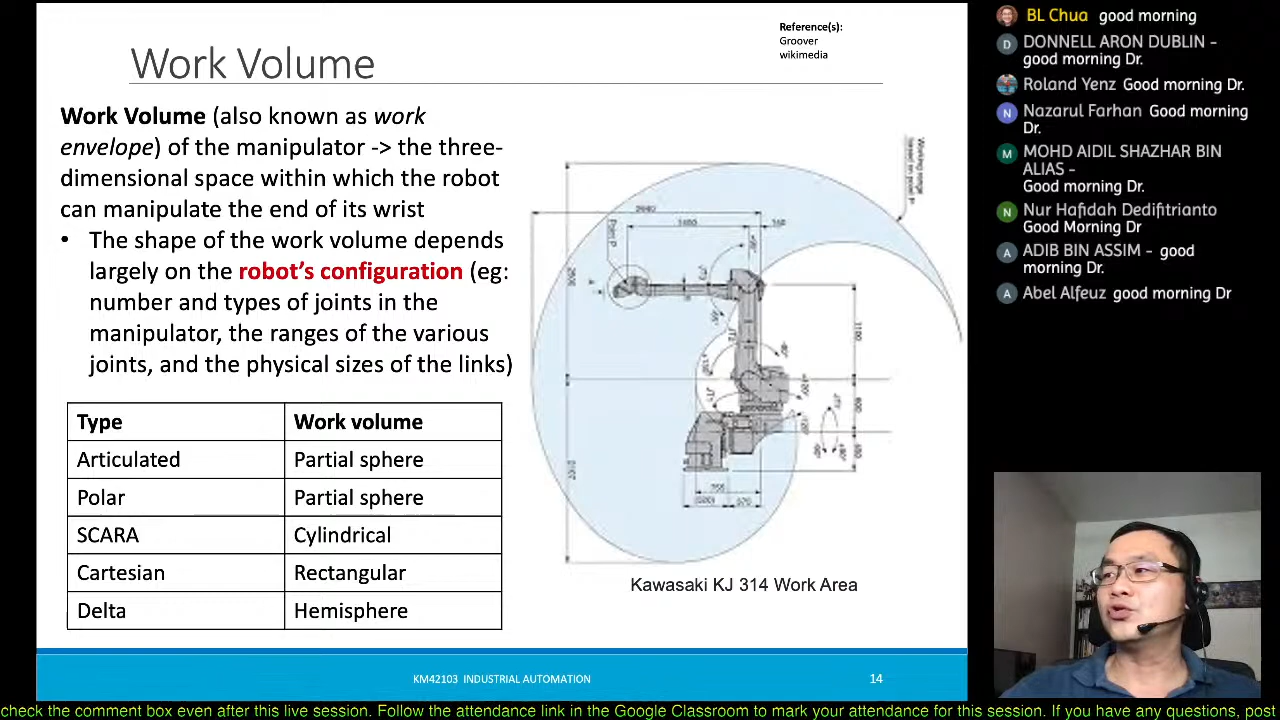 Work Volume
Reference(s):
Groover
wikimedia
Work Volume (also known as work
envelope) of the manipulator -> the three-
dimensional space within which the robot
can manipulate the end of its wrist
• The shape of the work volume depends
largely on the robot's configuration (eg:
number and types of joints in the
manipulator, the ranges of the various
joints, and the physical sizes of the links)
Type Work volume
Articulated Partial sphere
Polar Partial sphere
SCARA Cylindrical
Cartesian Rectangular
Delta Hemisphere
Point P
Kawasaki KJ 314 Work Area
KM42103 INDUSTRIAL AUTOMATION
14
BL Chua good morning
DONNELL ARON DUBLIN -
good morning Dr.
Roland Yenz Good morning Dr.
Nazarul Farhan Good morning
Dr.
MOHD AIDIL SHAZHAR BIN
ALIAS -
Good morning Dr.
Nur Hafidah Dedifitrianto
Good Morning Dr
ADIB BIN ASSIM - good
morning Dr.
Abel Alfeuz good morning Dr
check the comment box even after this live session. Follow the attendance link in the Google Classroom to mark your attendance for this session. If you have any questions, post